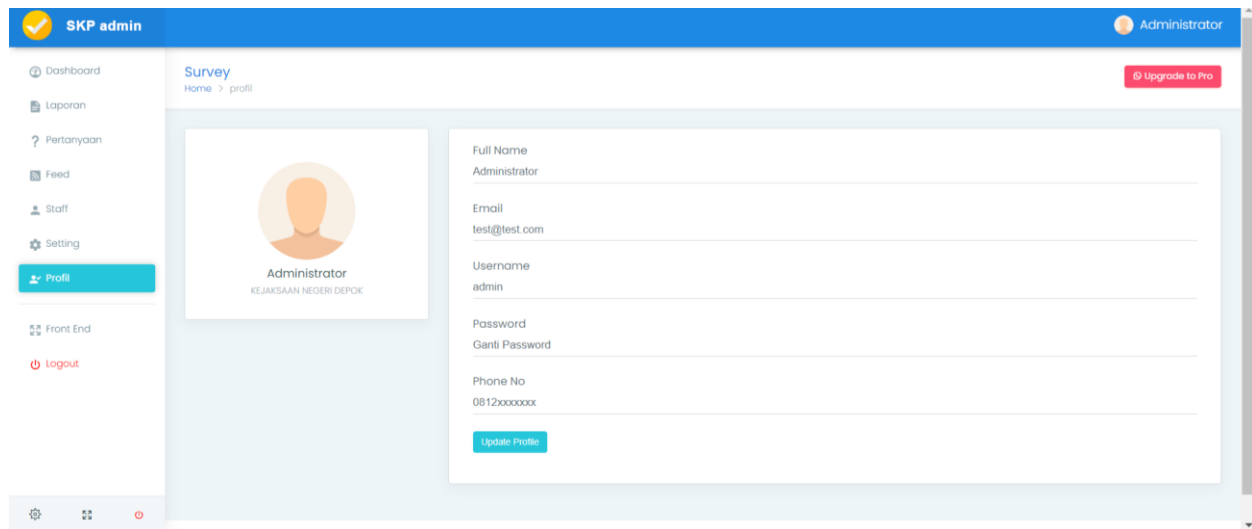 SKP admin
Administrator
Dashboard
Laporan
Pertanyaan
Feed
Staff
Setting
Profil
Front End
Logout
Survey
Home > profil
Upgrade to Pro
Administrator
KEJAKSAAN NEGERI DEPOK
Full Name
Administrator
Email
test@test.com
Username
admin
Password
Ganti Password
Phone No
0812xxxxxxx
Update Profile